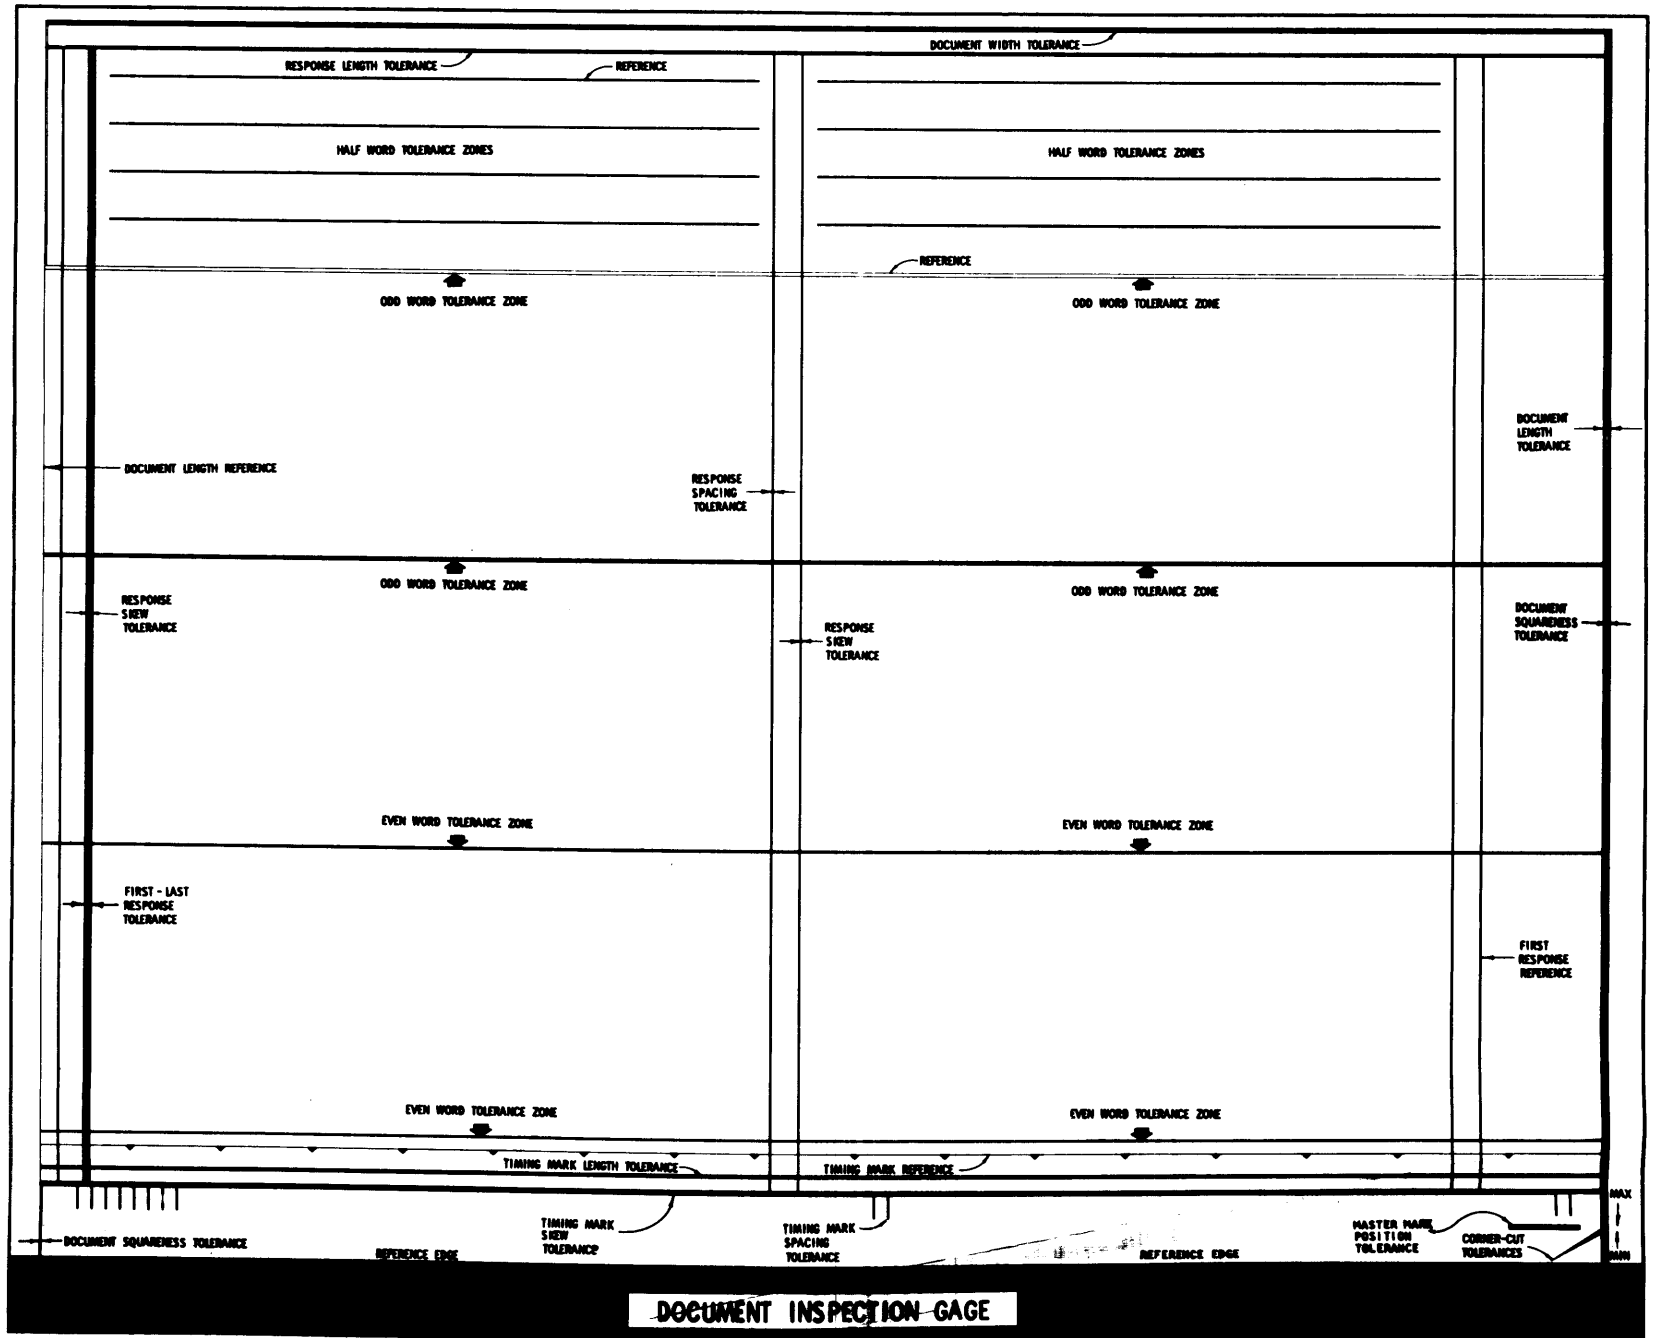 DOCUMENT WIDTH TOLERANCE
RESPONSE LENGTH TOLERANCE
REFERENCE
HALF WORD TOLERANCE ZONES
HALF WORD TOLERANCE ZONES
REFERENCE
ODD WORD TOLERANCE ZONE
ODD WORD TOLERANCE ZONE
DOCUMENT
LENGTH
TOLERANCE
DOCUMENT LENGTH REFERENCE
RESPONSE
SPACING
TOLERANCE
ODD WORD TOLERANCE ZONE
ODD WORD TOLERANCE ZONE
RESPONSE
SKEW
TOLERANCE
RESPONSE
SKEW
TOLERANCE
DOCUMENT
SQUARENESS
TOLERANCE
EVEN WORD TOLERANCE ZONE
EVEN WORD TOLERANCE ZONE
FIRST - LAST
RESPONSE
TOLERANCE
FIRST
RESPONSE
REFERENCE
EVEN WORD TOLERANCE ZONE
EVEN WORD TOLERANCE ZONE
TIMING MARK LENGTH TOLERANCE
TIMING MARK REFERENCE
MAX
TIMING MARK
SKEW
TOLERANCE
TIMING MARK
SPACING
TOLERANCE
MASTER MARK
POSITION
TOLERANCE
CORNER-CUT
TOLERANCES
MIN
DOCUMENT SQUARENESS TOLERANCE
REFERENCE EDGE
REFERENCE EDGE
DOCUMENT INSPECTION GAGE